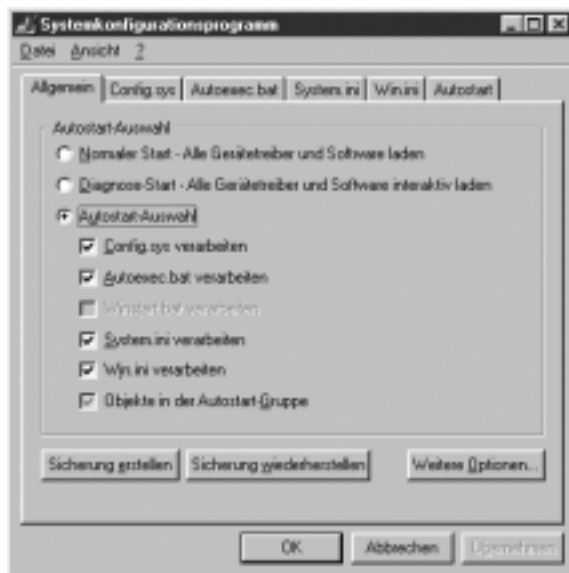 Systemkonfigurationsprogramm
Datei Ansicht ?
Allgemein Config.sys Autoexec.bat System.ini Win.ini Autostart
Autostart-Auswahl
Normaler Start - Alle Gerätetreiber und Software laden
Diagnose-Start - Alle Gerätetreiber und Software interaktiv laden
Autostart-Auswahl
Config.sys verarbeiten
Autoexec.bat verarbeiten
Winstart.bat verarbeiten
System.ini verarbeiten
Win.ini verarbeiten
Objekte in der Autostart-Gruppe
Sicherung erstellen Sicherung wiederherstellen Weitere Optionen...
OK Abbrechen Übernehmen